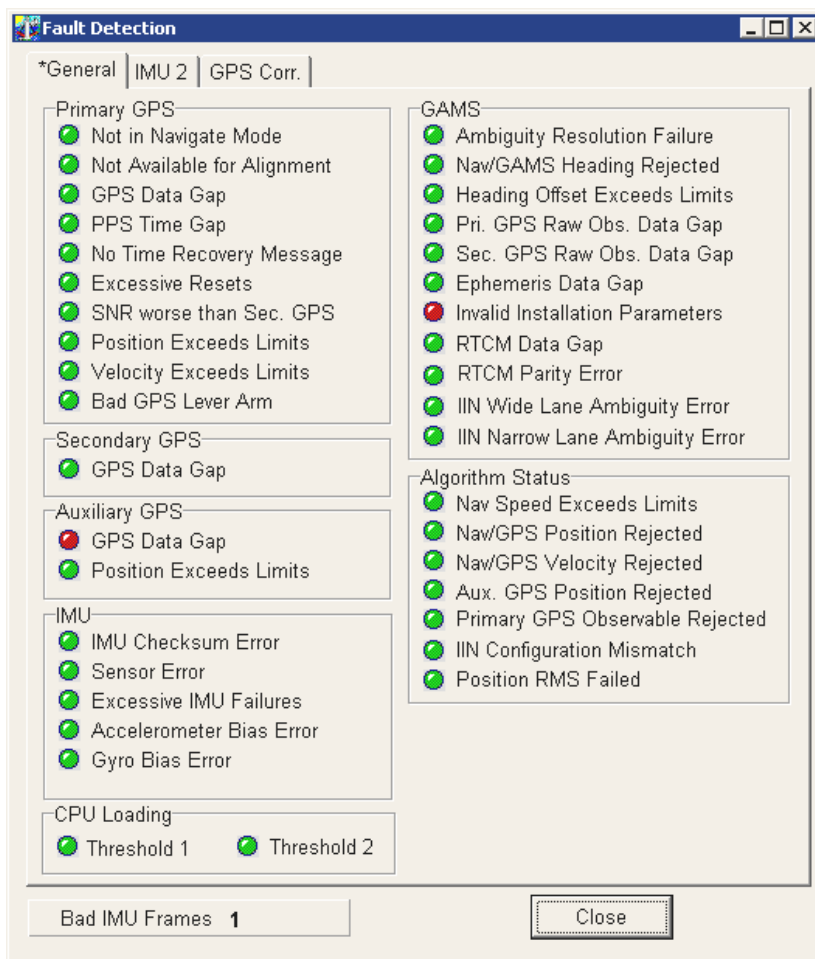 Fault Detection
*General
IMU 2
GPS Corr.
Primary GPS
Not in Navigate Mode
Not Available for Alignment
GPS Data Gap
PPS Time Gap
No Time Recovery Message
Excessive Resets
SNR worse than Sec. GPS
Position Exceeds Limits
Velocity Exceeds Limits
Bad GPS Lever Arm
Secondary GPS
GPS Data Gap
Auxiliary GPS
GPS Data Gap
Position Exceeds Limits
IMU
IMU Checksum Error
Sensor Error
Excessive IMU Failures
Accelerometer Bias Error
Gyro Bias Error
CPU Loading
Threshold 1
Threshold 2
GAMS
Ambiguity Resolution Failure
Nav/GAMS Heading Rejected
Heading Offset Exceeds Limits
Pri. GPS Raw Obs. Data Gap
Sec. GPS Raw Obs. Data Gap
Ephemeris Data Gap
Invalid Installation Parameters
RTCM Data Gap
RTCM Parity Error
IIN Wide Lane Ambiguity Error
IIN Narrow Lane Ambiguity Error
Algorithm Status
Nav Speed Exceeds Limits
Nav/GPS Position Rejected
Nav/GPS Velocity Rejected
Aux. GPS Position Rejected
Primary GPS Observable Rejected
IIN Configuration Mismatch
Position RMS Failed
Bad IMU Frames 1
Close